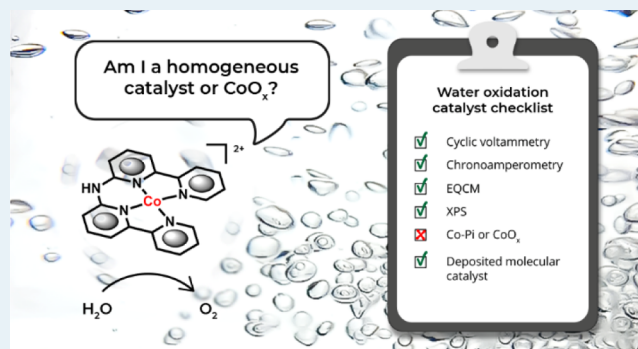 Am I a homogeneous
catalyst or CoOₓ?
2+
HN
N
N
Co
N
N
H₂O
O₂
Water oxidation
catalyst checklist
Cyclic voltammetry
Chronoamperometry
EQCM
XPS
Co-Pi or CoOₓ
Deposited molecular
catalyst